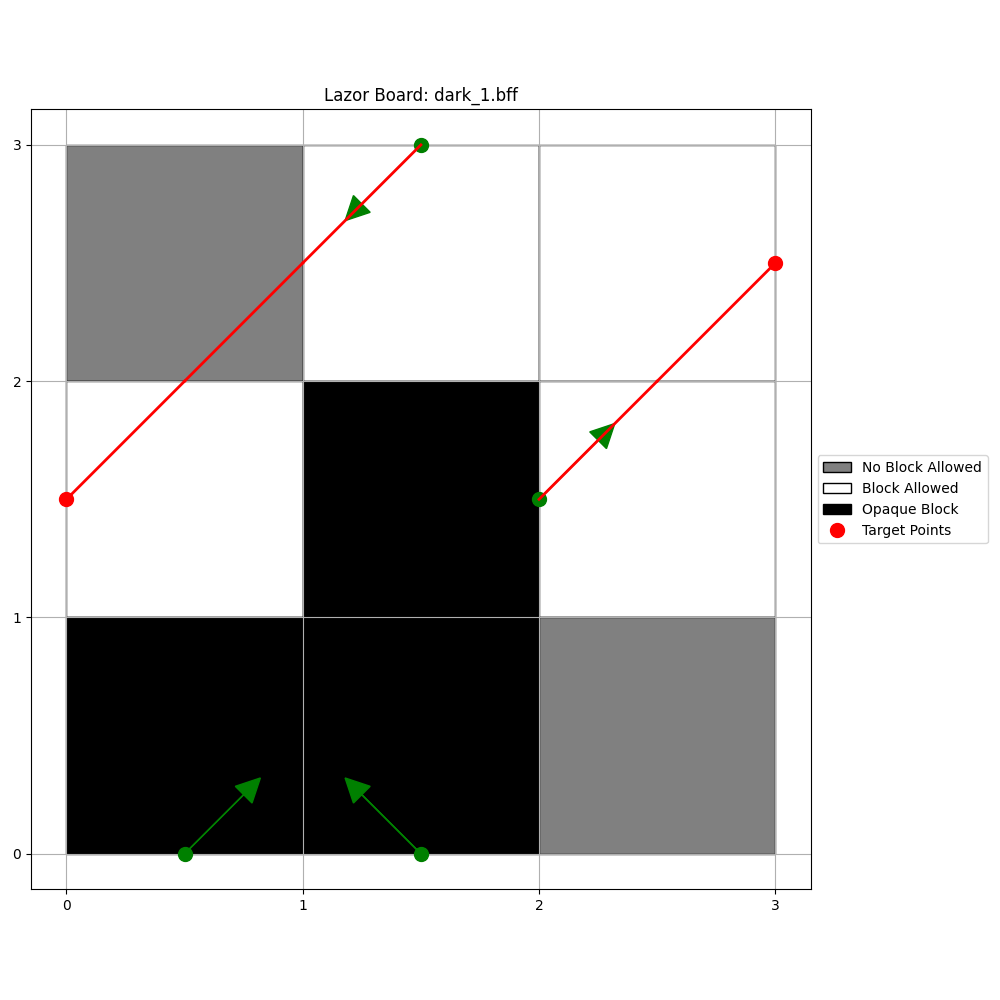 Lazor Board: dark_1.bff
3
2
1
0
0 1 2 3
No Block Allowed
Block Allowed
Opaque Block
Target Points